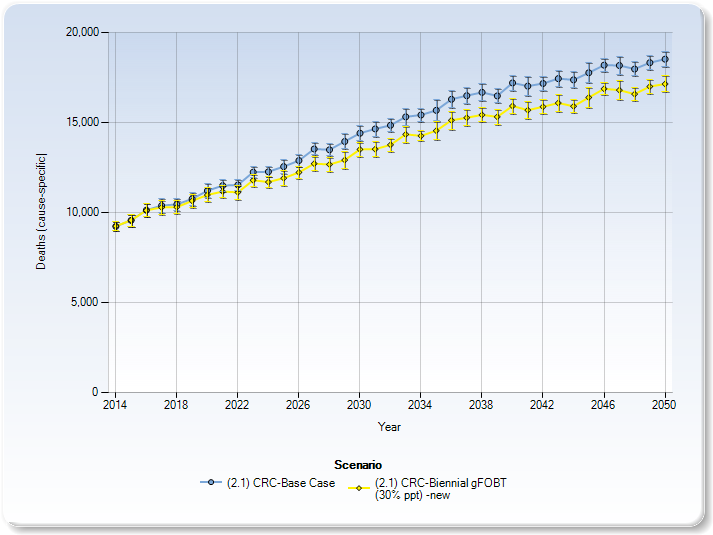 20,000
15,000
10,000
5,000
0
Deaths (cause-specific)
2014 2018 2022 2026 2030 2034 2038 2042 2046 2050
Year
Scenario
(2.1) CRC-Base Case
(2.1) CRC-Biennial gFOBT
(30% ppt) -new